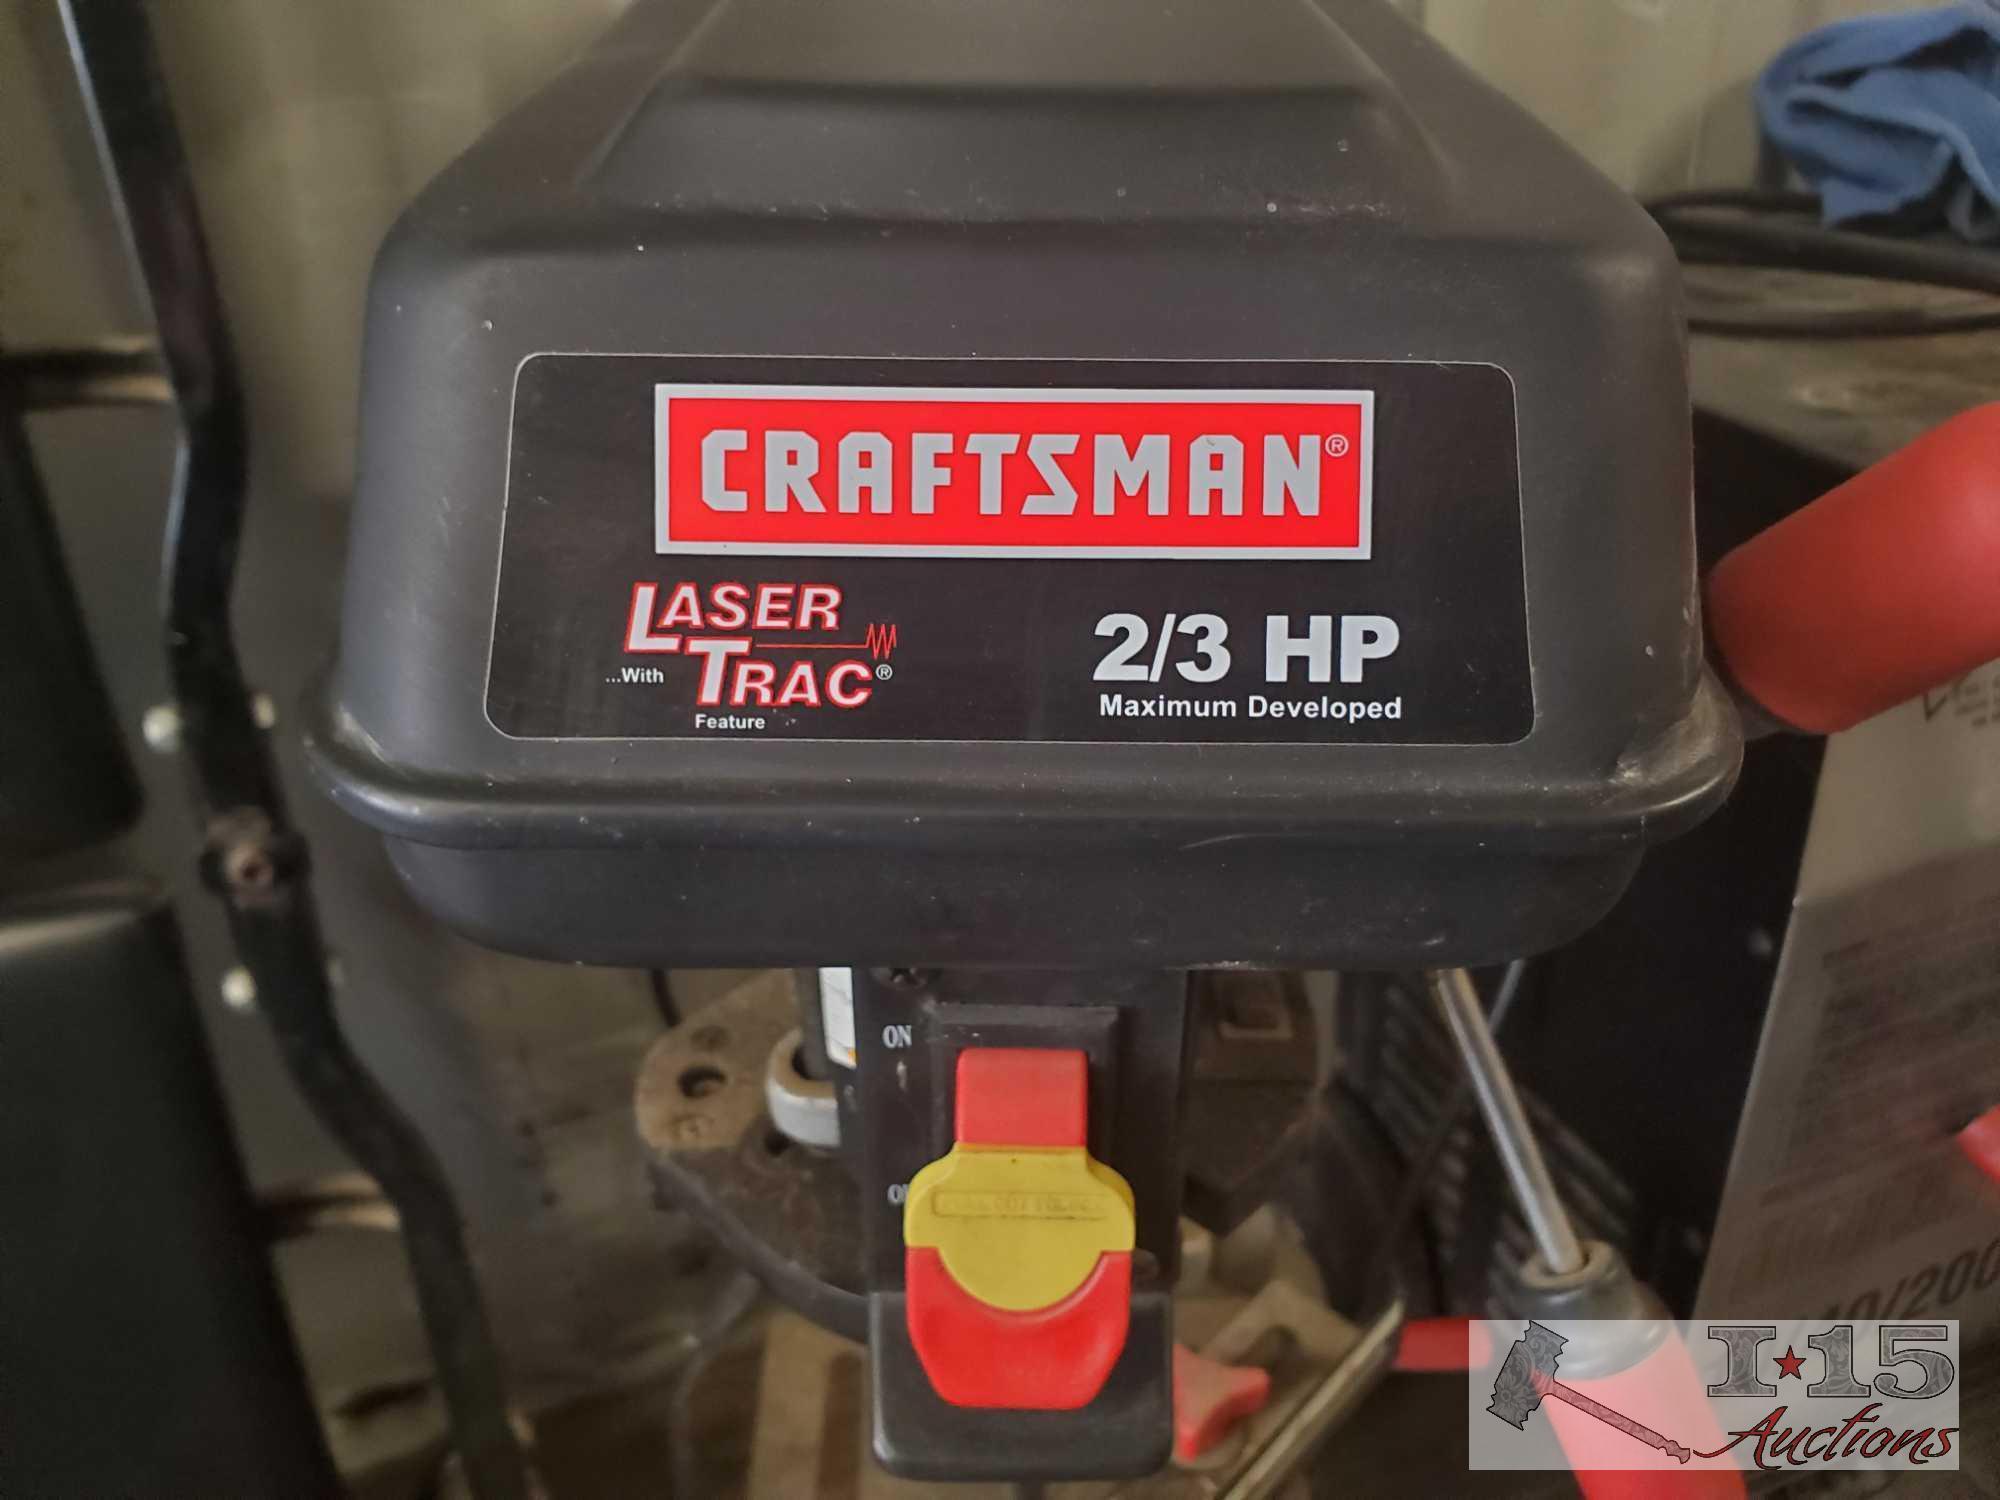 CRAFTSMAN®
LASER
...With TRAC®
Feature
2/3 HP
Maximum Developed
ON
I·15
Auctions